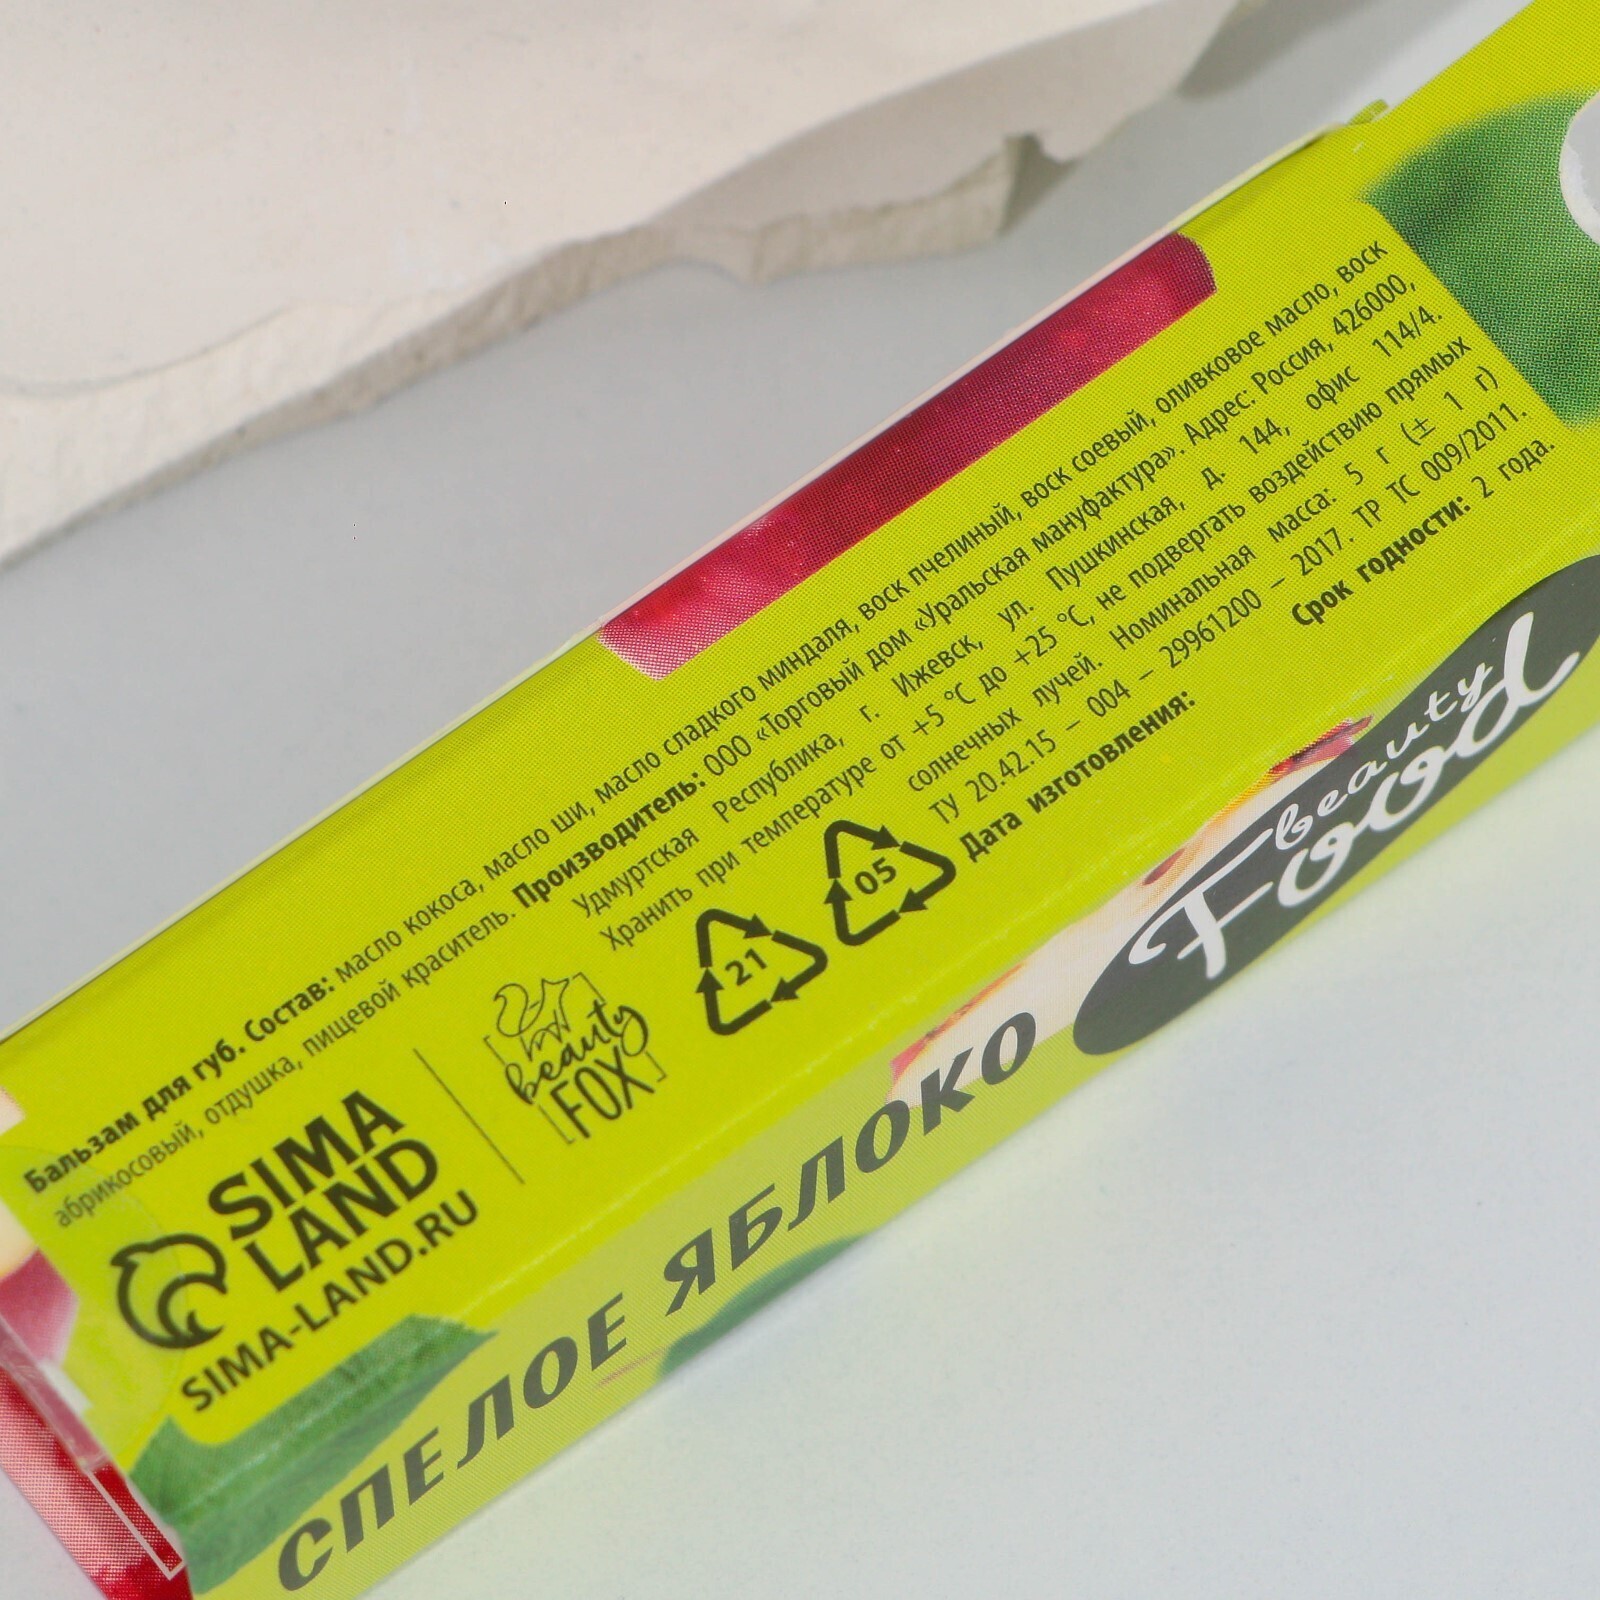 Бальзам для губ. Состав: масло кокоса, масло ши, масло сладкого миндаля, воск пчелиный, воск соевый, оливковое масло, воск
абрикосовый, отдушка, пищевой краситель. Производитель: ООО «Торговый дом «Уральская мануфактура». Адрес: Россия, 426000,
Удмуртская Республика, г. Ижевск, ул. Пушкинская, д. 144, офис 114/4.
Хранить при температуре от +5 °С до +25 °С, не подвергать воздействию прямых
солнечных лучей. Номинальная масса: 5 г (± 1 г)
ТУ 20.42.15 – 004 – 29961200 – 2017. ТР ТС 009/2011.
Дата изготовления:
Срок годности: 2 года.
SIMA
LAND
SIMA-LAND.RU
beauty
FOX
21
05
СПЕЛОЕ ЯБЛОКО
beauty
Food